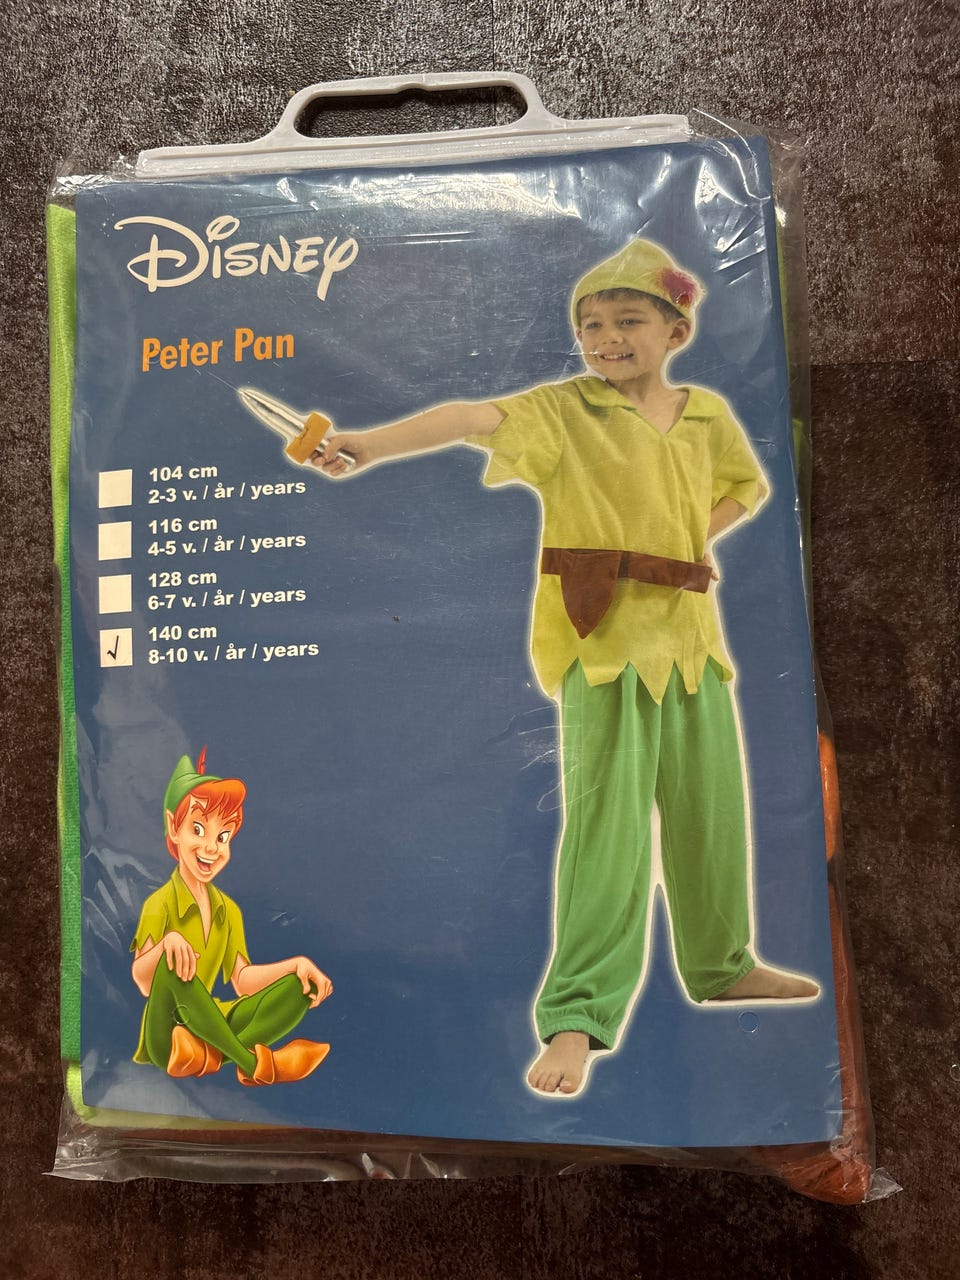 Disney
Peter Pan
104 cm
2-3 v. / år / years
116 cm
4-5 v. / år / years
128 cm
6-7 v. / år / years
140 cm
8-10 v. / år / years